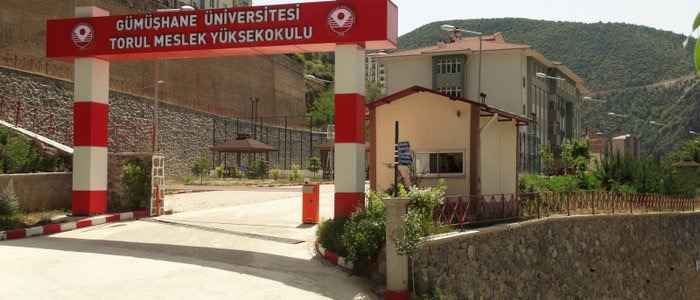 GÜMÜŞHANE ÜNİVERSİTESİ
TORUL MESLEK YÜKSEKOKULU